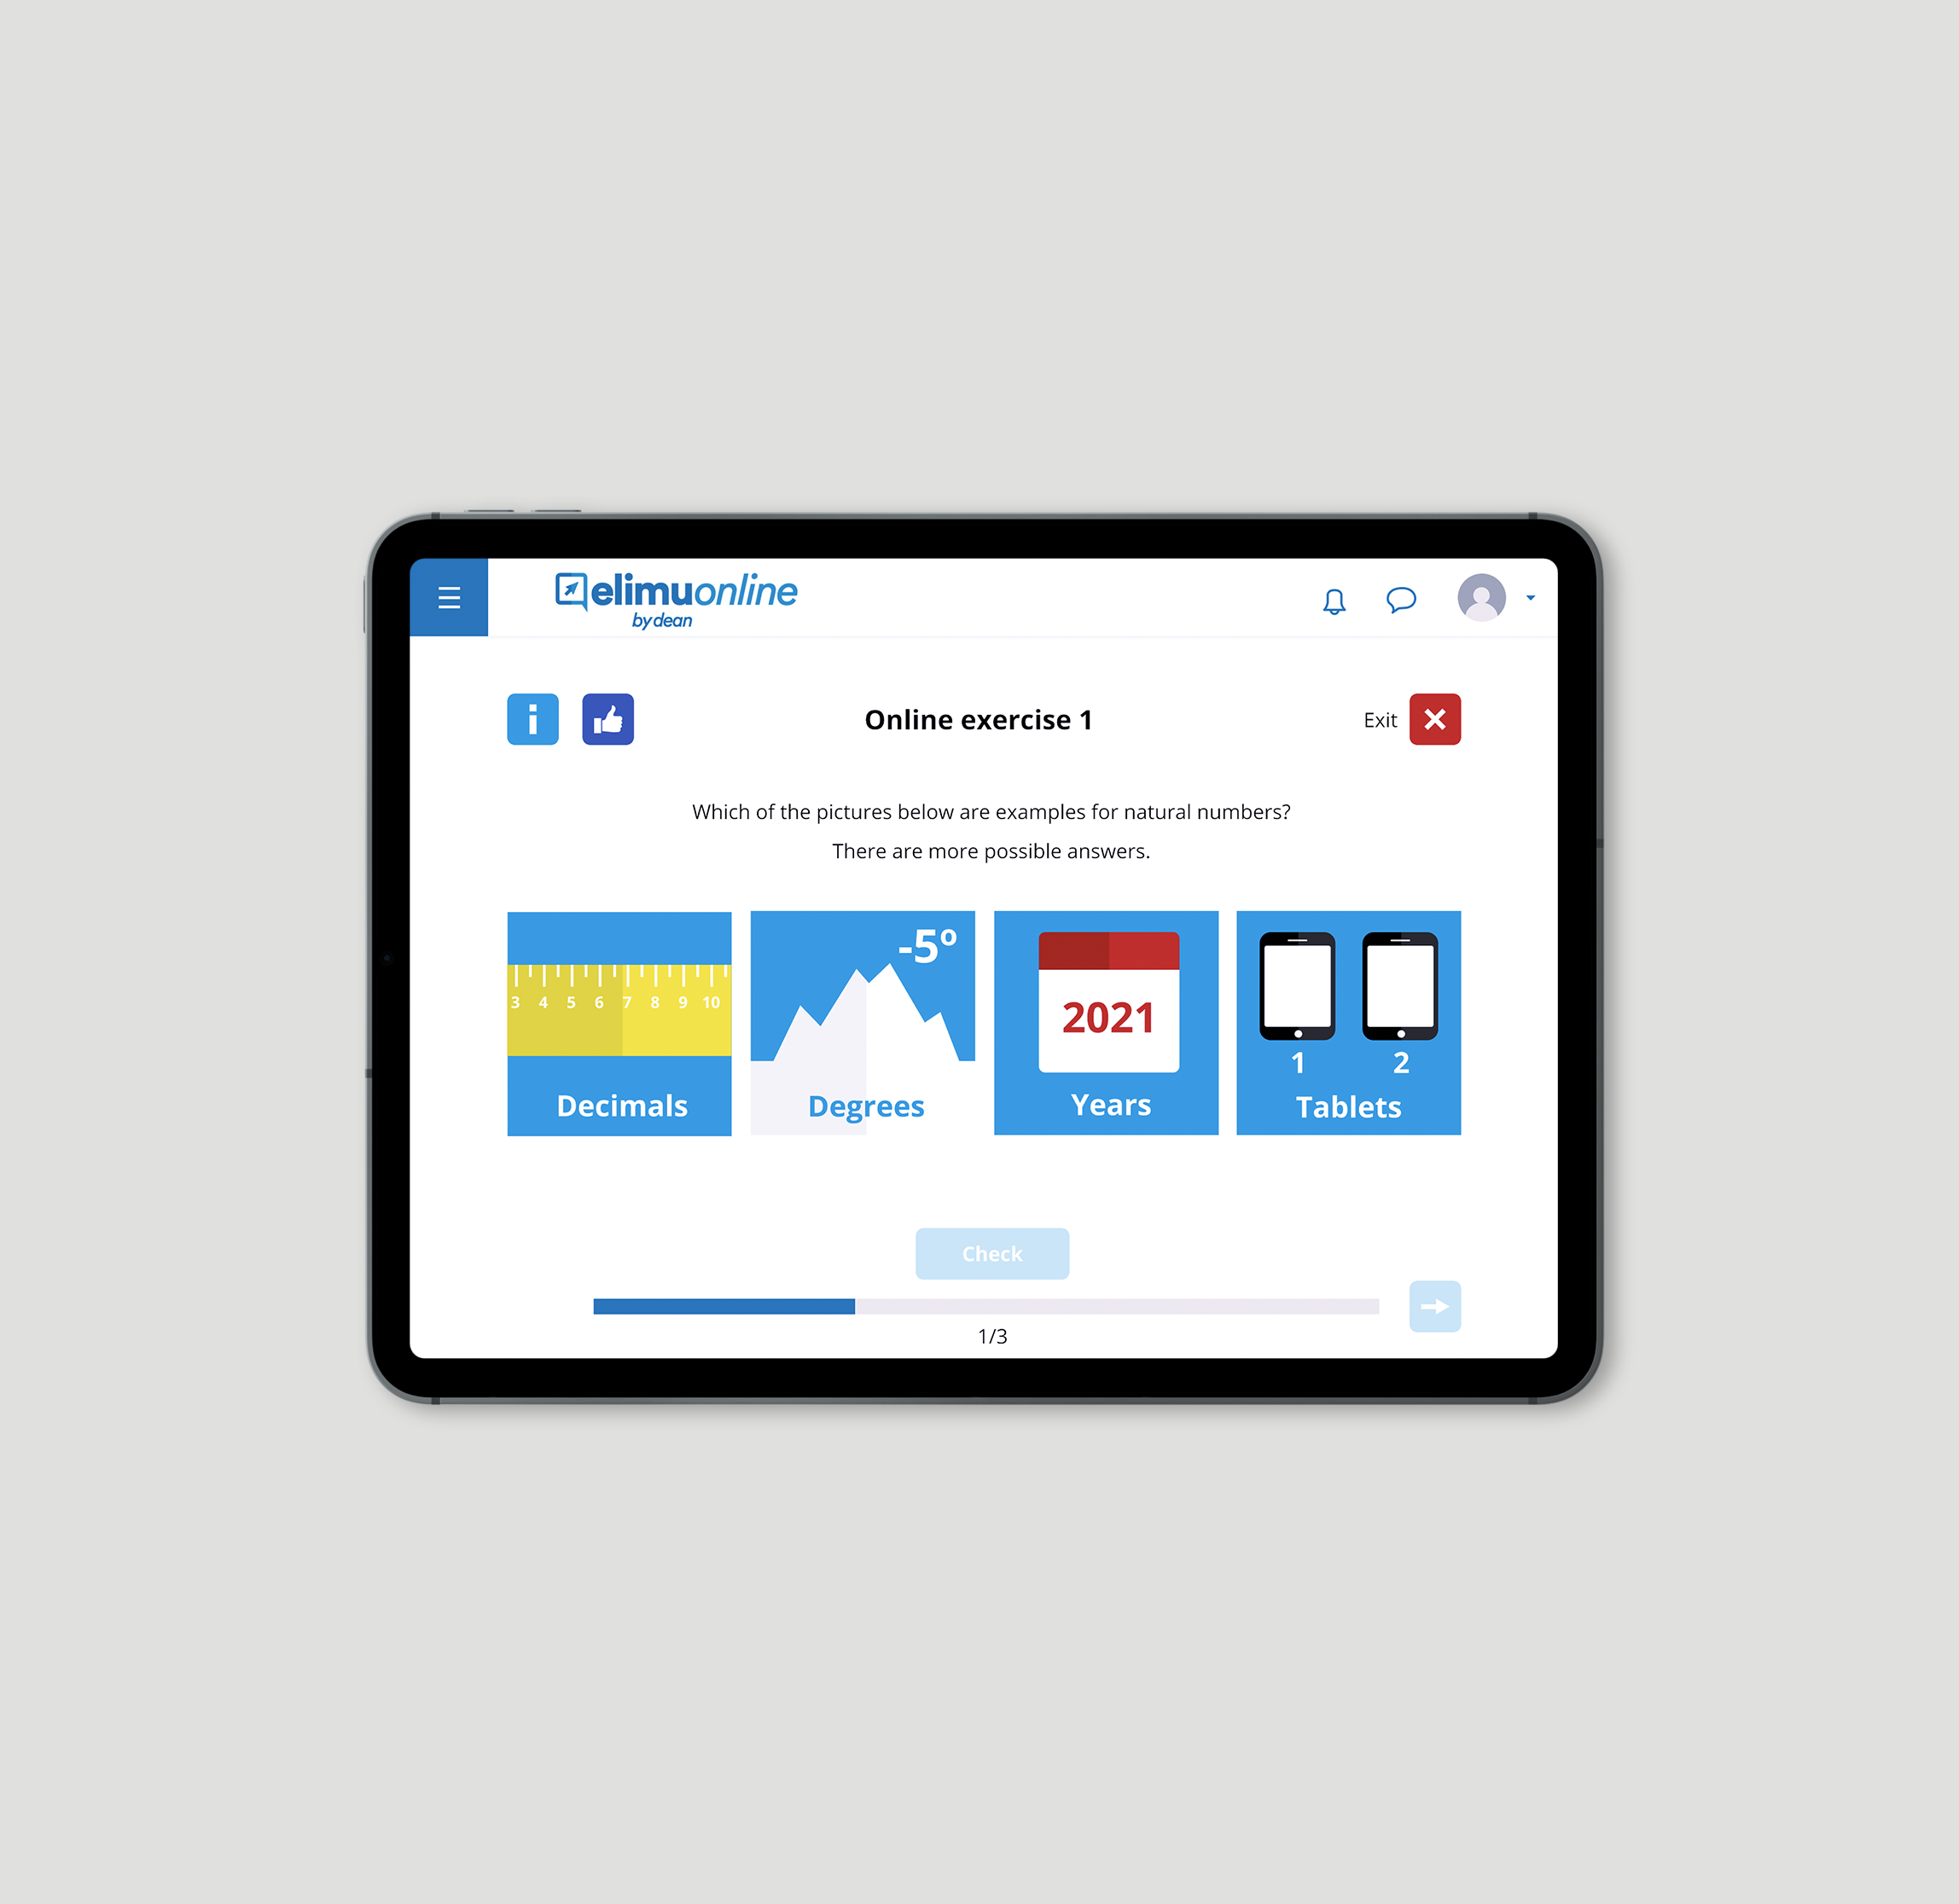 elimuonline
by dean
Online exercise 1
Exit
Which of the pictures below are examples for natural numbers?
There are more possible answers.
3 4 5 6 7 8 9 10
Decimals
-5º
Degrees
2021
Years
1 2
Tablets
Check
1/3